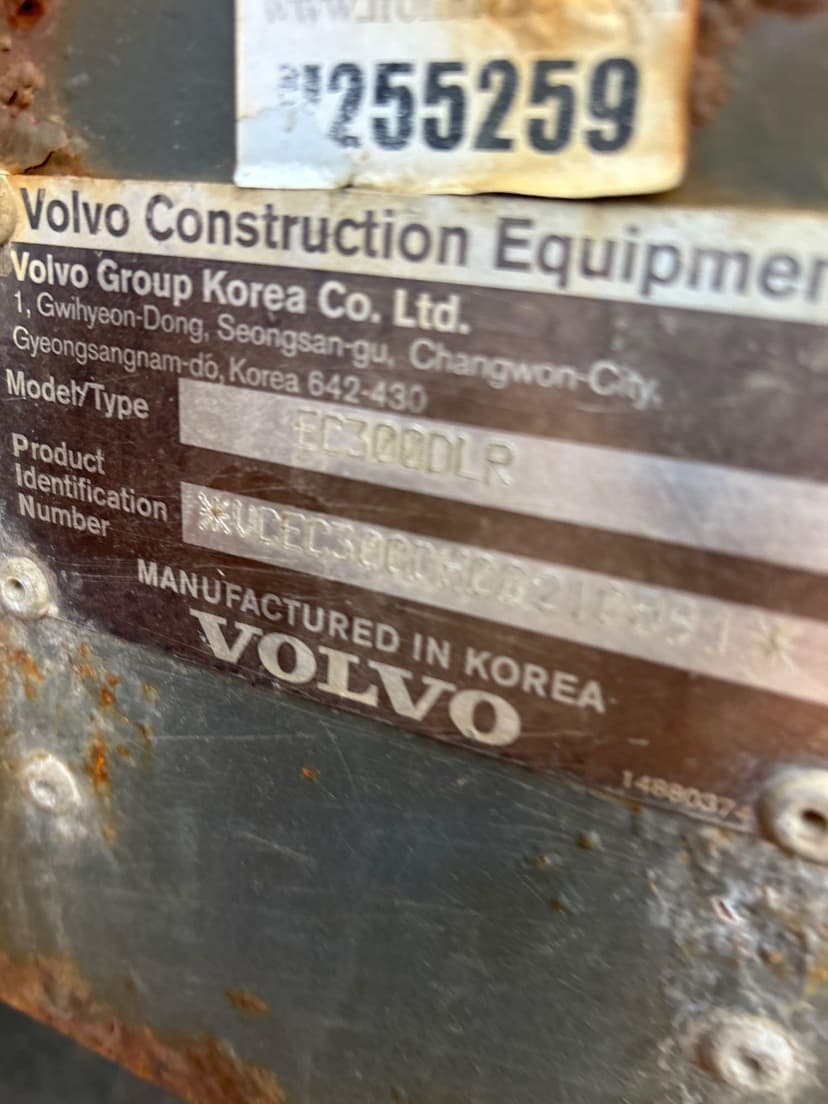 255259
Volvo Construction Equipmen
Volvo Group Korea Co. Ltd.
1, Gwihyeon-Dong, Seongsan-gu, Changwon-City,
Gyeongsangnam-do, Korea 642-430
Model/Type EC300DLR
Product
Identification
Number
MANUFACTURED IN KOREA
VOLVO